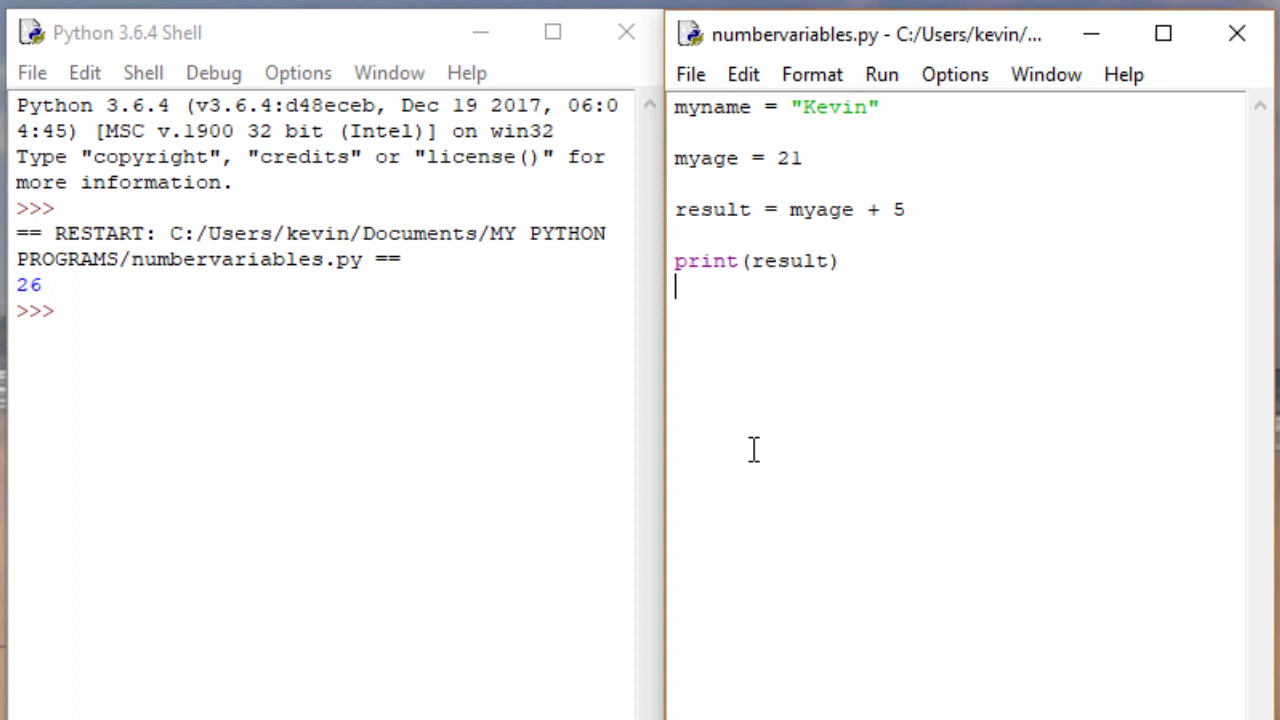 Python 3.6.4 Shell
File Edit Shell Debug Options Window Help
Python 3.6.4 (v3.6.4:d48eceb, Dec 19 2017, 06:0
4:45) [MSC v.1900 32 bit (Intel)] on win32
Type "copyright", "credits" or "license()" for
more information.
>>>
== RESTART: C:/Users/kevin/Documents/MY PYTHON
PROGRAMS/numbervariables.py ==
26
>>>
numbervariables.py - C:/Users/kevin/...
File Edit Format Run Options Window Help
myname = "Kevin"
myage = 21
result = myage + 5
print(result)